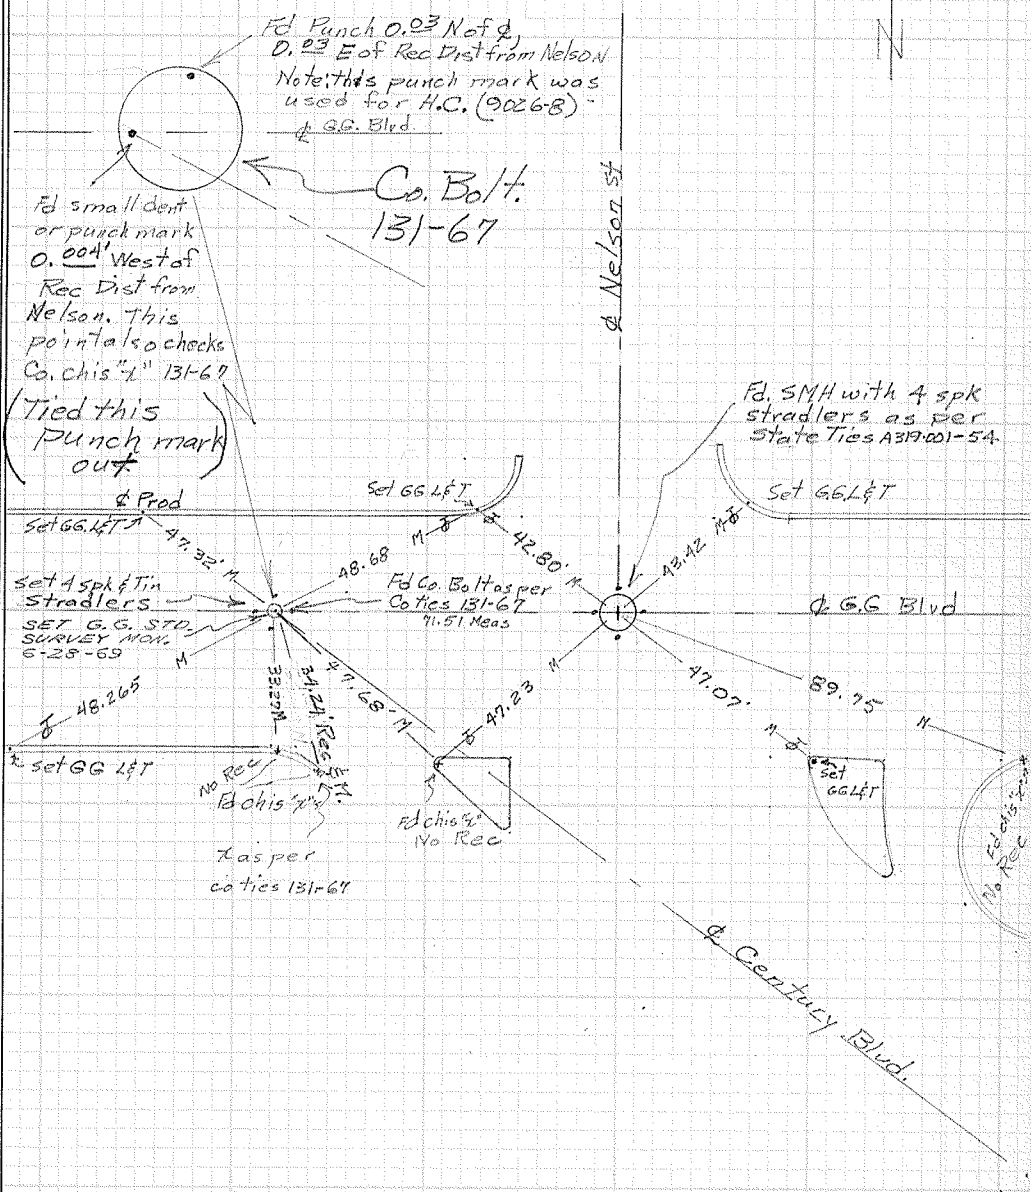 Fd Punch 0.03 N of ℄,
0.03 E of Rec Dist from Nelson
Note: this punch mark was
used for H.C. (9026-8)
℄ G.G. Blvd.
N
Co. Bolt.
131-67
℄ Nelson st
Fd small dent
or punch mark
0.004' West of
Rec Dist from
Nelson. This
point also checks
Co. chis "x" 131-67
(Tied this
Punch mark
out)
Fd. SMH with 4 spk
stradlers as per
State Ties A319.001-54
℄ Prod
Set GG. L&T
47.32' M
Set GG L&T
48.68 M
42.80' M
43.42 M
Set G.G. L&T
set 4 spk & Tin
Stradlers
SET G.G. STD.
SURVEY MON.
6-28-69
Fd Co. Bolt as per
Co ties 131-67
71.51 Meas
℄ G.G Blvd
48.265 M
34.24' Rec & M.
47.68' M
47.23 M
47.07' M
89.75 M
x set GG L&T
No Rec
Fd chis "x"s
x as per
co ties 131-67
Fd chis "x"
No Rec
Set
GG L&T
Fd chis
No Rec
℄ Century Blvd.